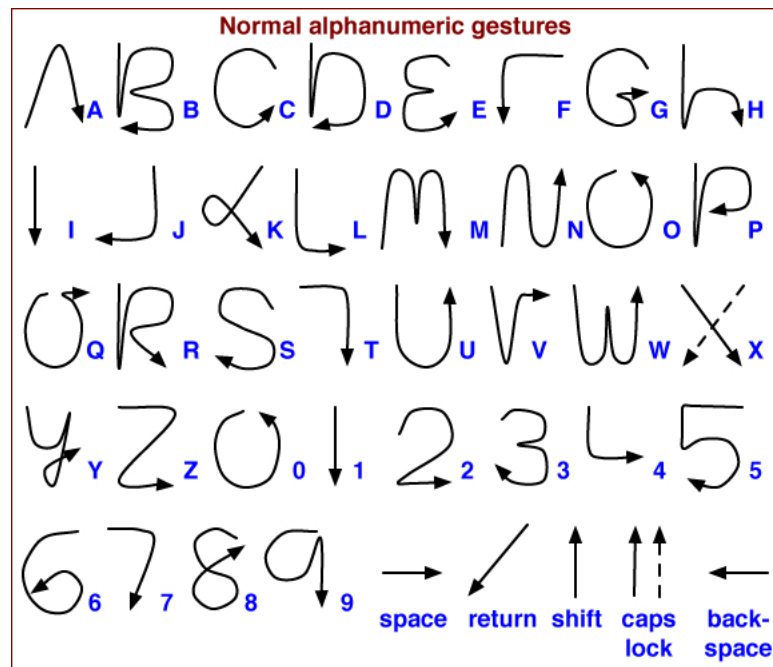 Normal alphanumeric gestures
A B C D E F G H
I J K L M N O P
Q R S T U V W X
Y Z 0 1 2 3 4 5
6 7 8 9 space return shift caps lock back-space